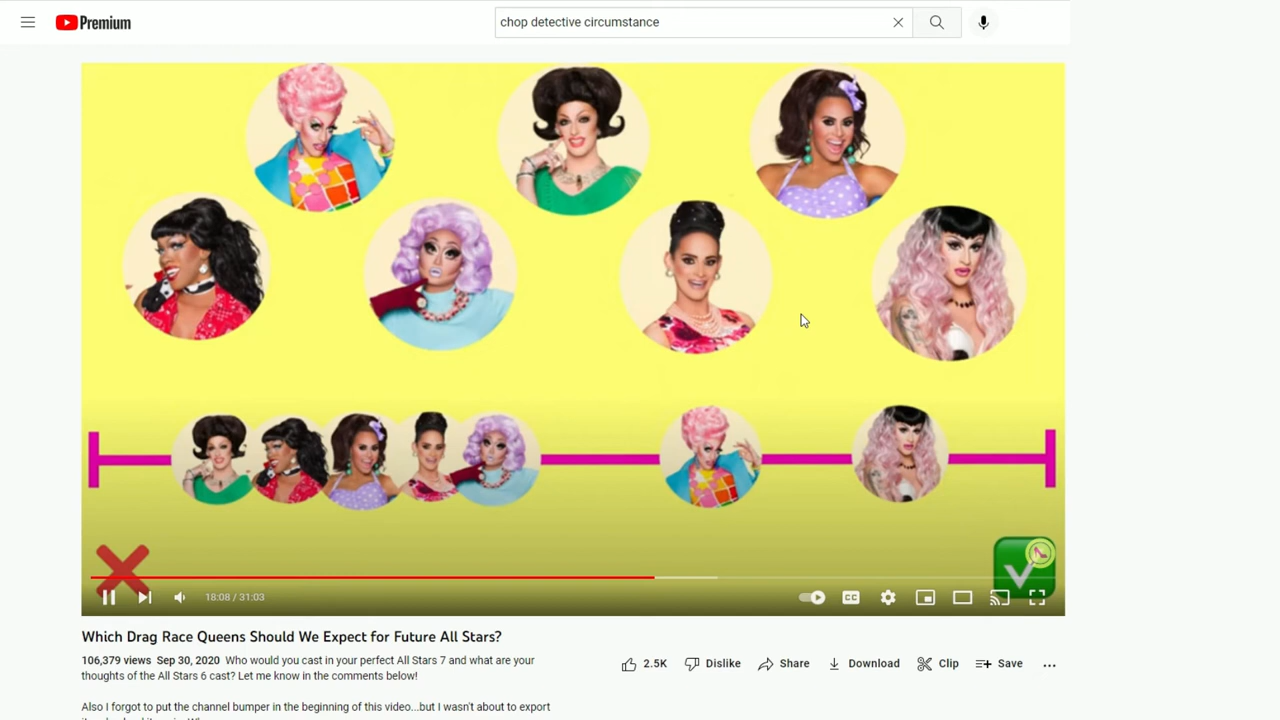 Premium
chop detective circumstance
CC
18:08 / 31:03
Which Drag Race Queens Should We Expect for Future All Stars?
106,379 views Sep 30, 2020 Who would you cast in your perfect All Stars 7 and what are your
thoughts of the All Stars 6 cast? Let me know in the comments below!
2.5K Dislike Share Download Clip Save
Also I forgot to put the channel bumper in the beginning of this video...but I wasn't about to export